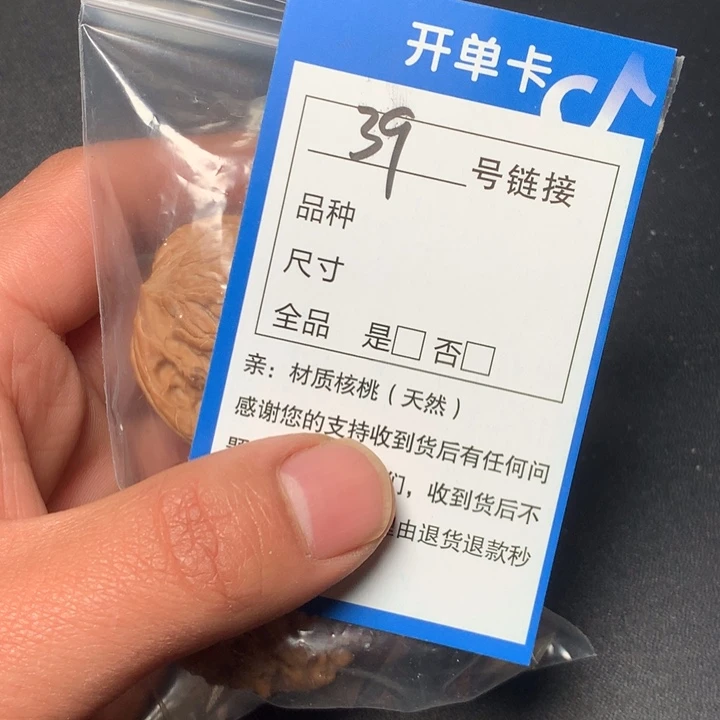 开单卡
39 号链接
品种
尺寸
全品 是□ 否□
亲：材质核桃（天然）
感谢您的支持收到货后有任何问
们，收到货后不
由退货退款秒